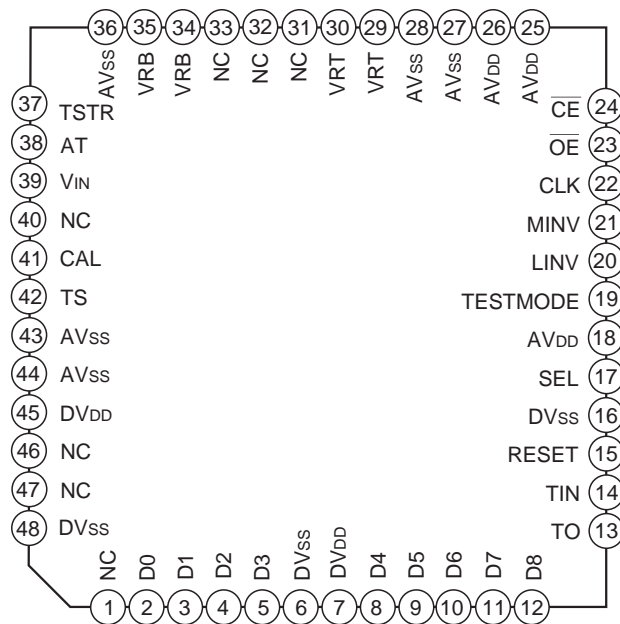 36 35 34 33 32 31 30 29 28 27 26 25
AVSS VRB VRB NC NC NC VRT VRT AVSS AVSS AVDD AVDD
37 TSTR
38 AT
39 VIN
40 NC
41 CAL
42 TS
43 AVSS
44 AVSS
45 DVDD
46 NC
47 NC
48 DVSS
CE 24
OE 23
CLK 22
MINV 21
LINV 20
TESTMODE 19
AVDD 18
SEL 17
DVSS 16
RESET 15
TIN 14
TO 13
NC D0 D1 D2 D3 DVSS DVDD D4 D5 D6 D7 D8
1 2 3 4 5 6 7 8 9 10 11 12